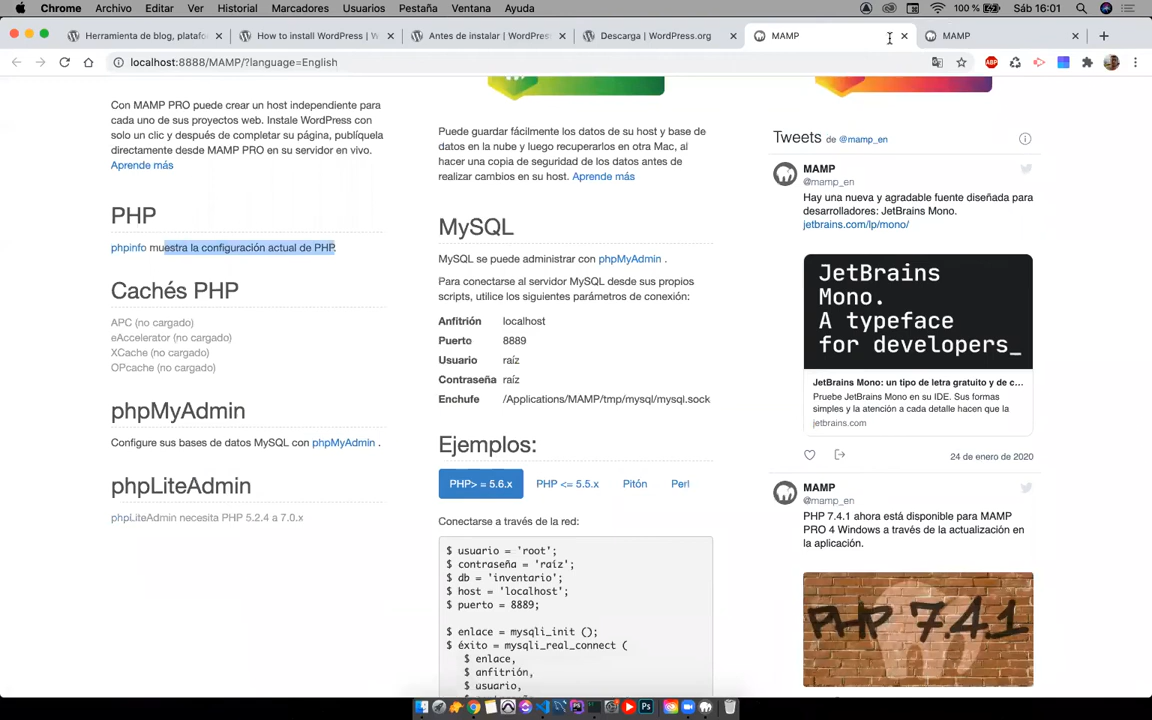 Chrome Archivo Editar Ver Historial Marcadores Usuarios Pestaña Ventana Ayuda 100 % Sáb 16:01
Herramienta de blog, platafo
How to install WordPress | W
Antes de instalar | WordPress
Descarga | WordPress.org
MAMP
MAMP
localhost:8888/MAMP/?language=English
ABP
Con MAMP PRO puede crear un host independiente para
cada uno de sus proyectos web. Instale WordPress con
solo un clic y después de completar su página, publíquela
directamente desde MAMP PRO en su servidor en vivo.
Aprende más
PHP
phpinfo muestra la configuración actual de PHP.
Cachés PHP
APC (no cargado)
eAccelerator (no cargado)
XCache (no cargado)
OPcache (no cargado)
phpMyAdmin
Configure sus bases de datos MySQL con phpMyAdmin .
phpLiteAdmin
phpLiteAdmin necesita PHP 5.2.4 a 7.0.x
Puede guardar fácilmente los datos de su host y base de
datos en la nube y luego recuperarlos en otra Mac, al
hacer una copia de seguridad de los datos antes de
realizar cambios en su host. Aprende más
MySQL
MySQL se puede administrar con phpMyAdmin .
Para conectarse al servidor MySQL desde sus propios
scripts, utilice los siguientes parámetros de conexión:
Anfitrión localhost
Puerto 8889
Usuario raíz
Contraseña raíz
Enchufe /Applications/MAMP/tmp/mysql/mysql.sock
Ejemplos:
PHP> = 5.6.x PHP <= 5.5.x Pitón Perl
Conectarse a través de la red:
$ usuario = 'root';
$ contraseña = 'raíz';
$ db = 'inventario';
$ host = 'localhost';
$ puerto = 8889;
$ enlace = mysqli_init ();
$ éxito = mysqli_real_connect (
$ enlace,
$ anfitrión,
$ usuario,
Tweets de @mamp_en
MAMP
@mamp_en
Hay una nueva y agradable fuente diseñada para
desarrolladores: JetBrains Mono.
jetbrains.com/lp/mono/
JetBrains
Mono.
A typeface
for developers_
JetBrains Mono: un tipo de letra gratuito y de c...
Pruebe JetBrains Mono en su IDE. Sus formas
simples y la atención a cada detalle hacen que la
jetbrains.com
24 de enero de 2020
MAMP
@mamp_en
PHP 7.4.1 ahora está disponible para MAMP
PRO 4 Windows a través de la actualización en
la aplicación.
PHP 7.4.1
Ps